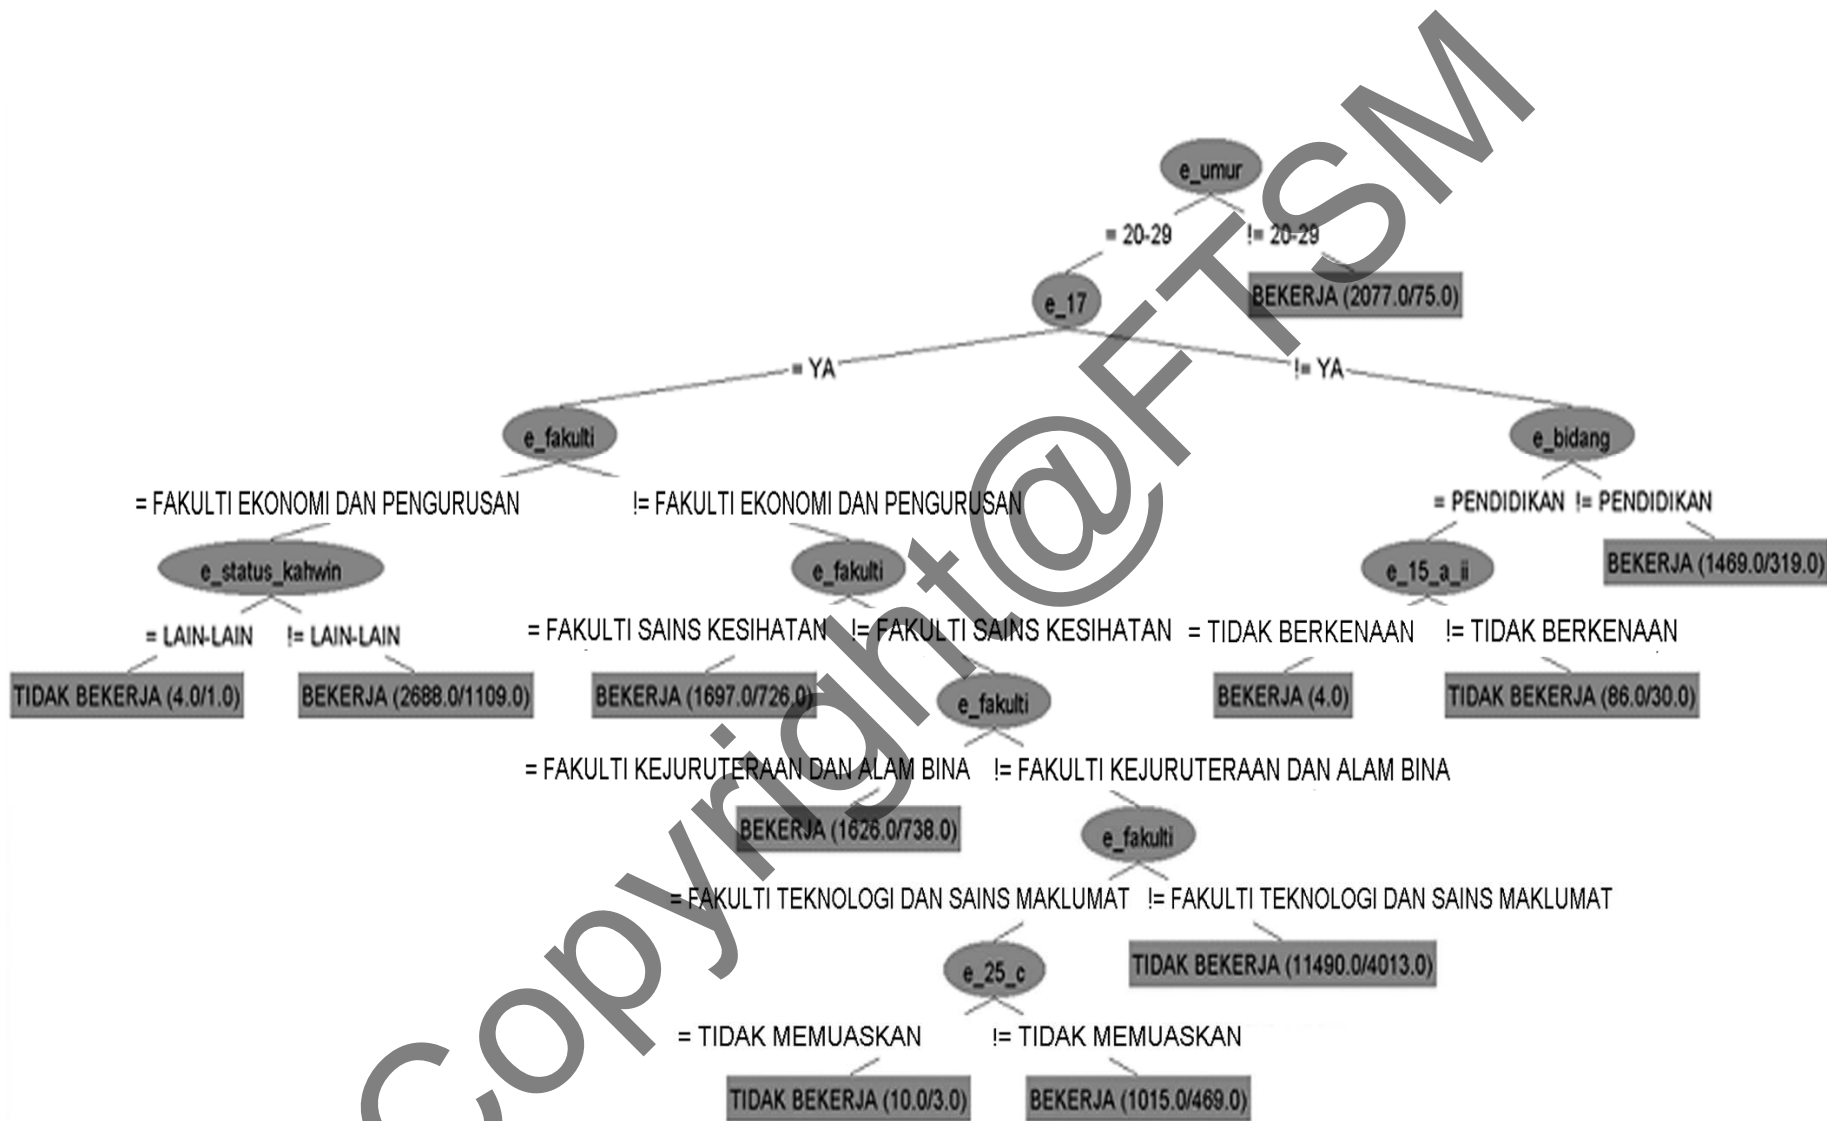 e_umur
= 20-29 != 20-29
e_17 BEKERJA (2077.0/75.0)
= YA != YA
e_fakulti e_bidang
= FAKULTI EKONOMI DAN PENGURUSAN != FAKULTI EKONOMI DAN PENGURUSAN = PENDIDIKAN != PENDIDIKAN
e_status_kahwin e_fakulti e_15_a_ii BEKERJA (1469.0/319.0)
= LAIN-LAIN != LAIN-LAIN = FAKULTI SAINS KESIHATAN != FAKULTI SAINS KESIHATAN = TIDAK BERKENAAN != TIDAK BERKENAAN
TIDAK BEKERJA (4.0/1.0) BEKERJA (2688.0/1109.0) BEKERJA (1697.0/726.0) e_fakulti BEKERJA (4.0) TIDAK BEKERJA (86.0/30.0)
= FAKULTI KEJURUTERAAN DAN ALAM BINA != FAKULTI KEJURUTERAAN DAN ALAM BINA
BEKERJA (1626.0/738.0) e_fakulti
= FAKULTI TEKNOLOGI DAN SAINS MAKLUMAT != FAKULTI TEKNOLOGI DAN SAINS MAKLUMAT
e_25_c TIDAK BEKERJA (11490.0/4013.0)
= TIDAK MEMUASKAN != TIDAK MEMUASKAN
TIDAK BEKERJA (10.0/3.0) BEKERJA (1015.0/469.0)
Copyright@FTSM